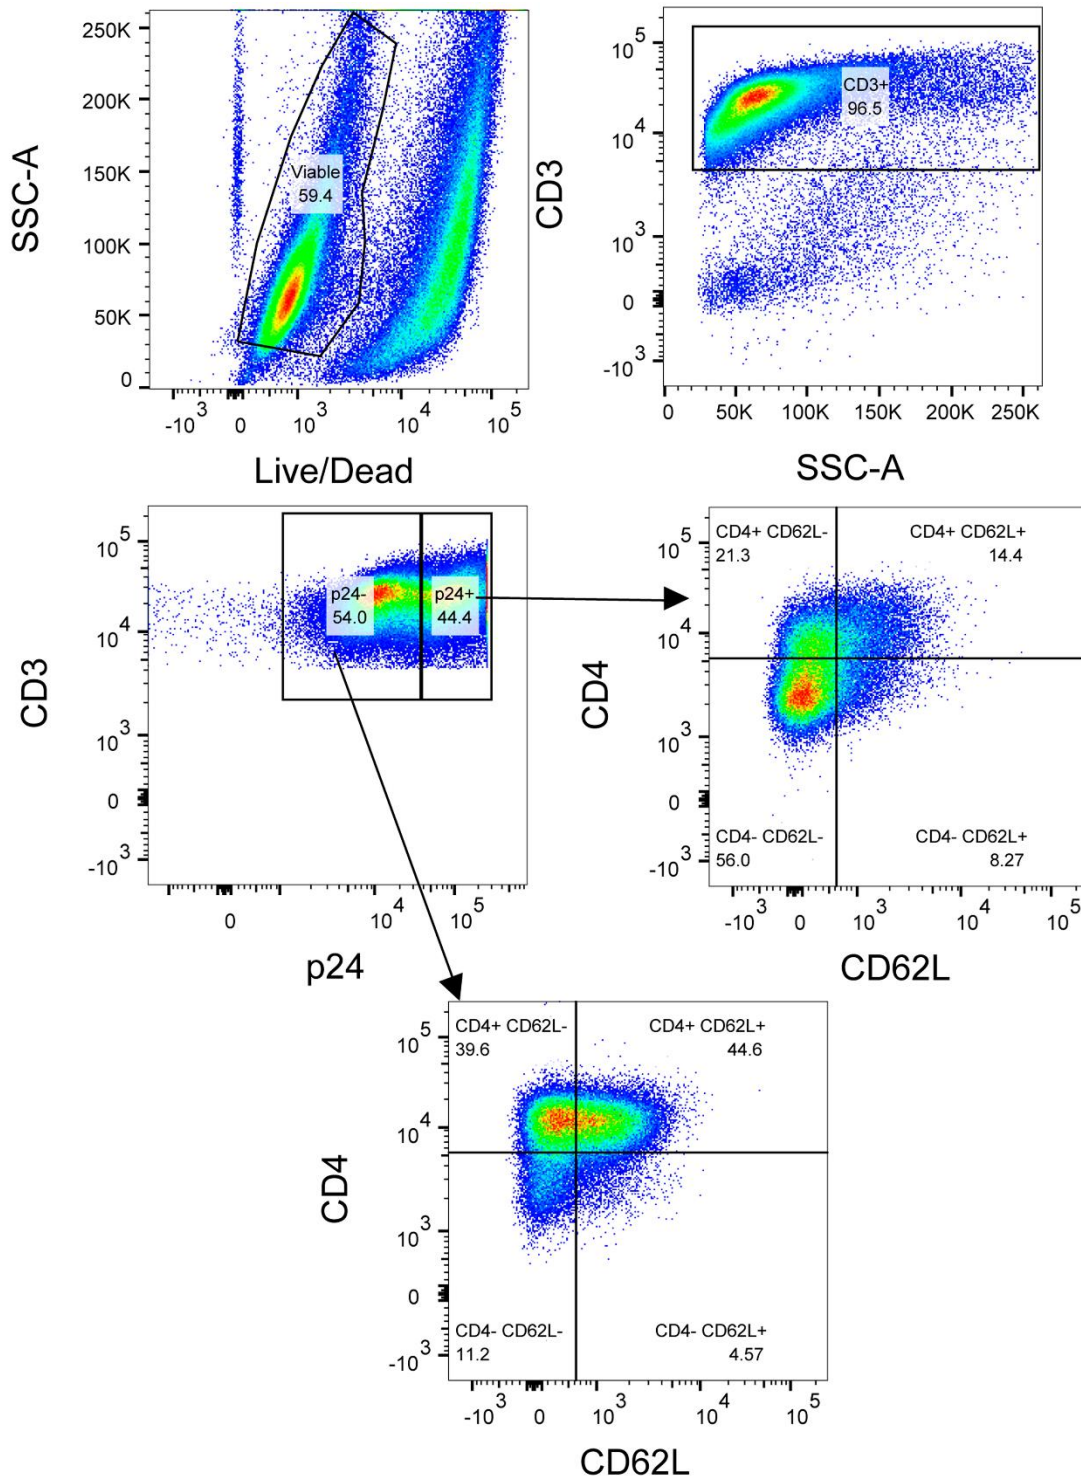 250K
200K
150K
100K
50K
0
SSC-A
Viable
59.4
-10^3
0
10^3
10^4
10^5
Live/Dead
10^5
10^4
10^3
0
-10^3
CD3
CD3+
96.5
0
50K
100K
150K
200K
250K
SSC-A
10^5
10^4
10^3
0
-10^3
CD3
p24-
54.0
p24+
44.4
0
10^4
10^5
p24
10^5
10^4
10^3
0
-10^3
CD4
CD4+ CD62L-
21.3
CD4+ CD62L+
14.4
CD4- CD62L-
56.0
CD4- CD62L+
8.27
-10^3
0
10^3
10^4
10^5
CD62L
10^5
10^4
10^3
0
-10^3
CD4
CD4+ CD62L-
39.6
CD4+ CD62L+
44.6
CD4- CD62L-
11.2
CD4- CD62L+
4.57
-10^3
0
10^3
10^4
10^5
CD62L